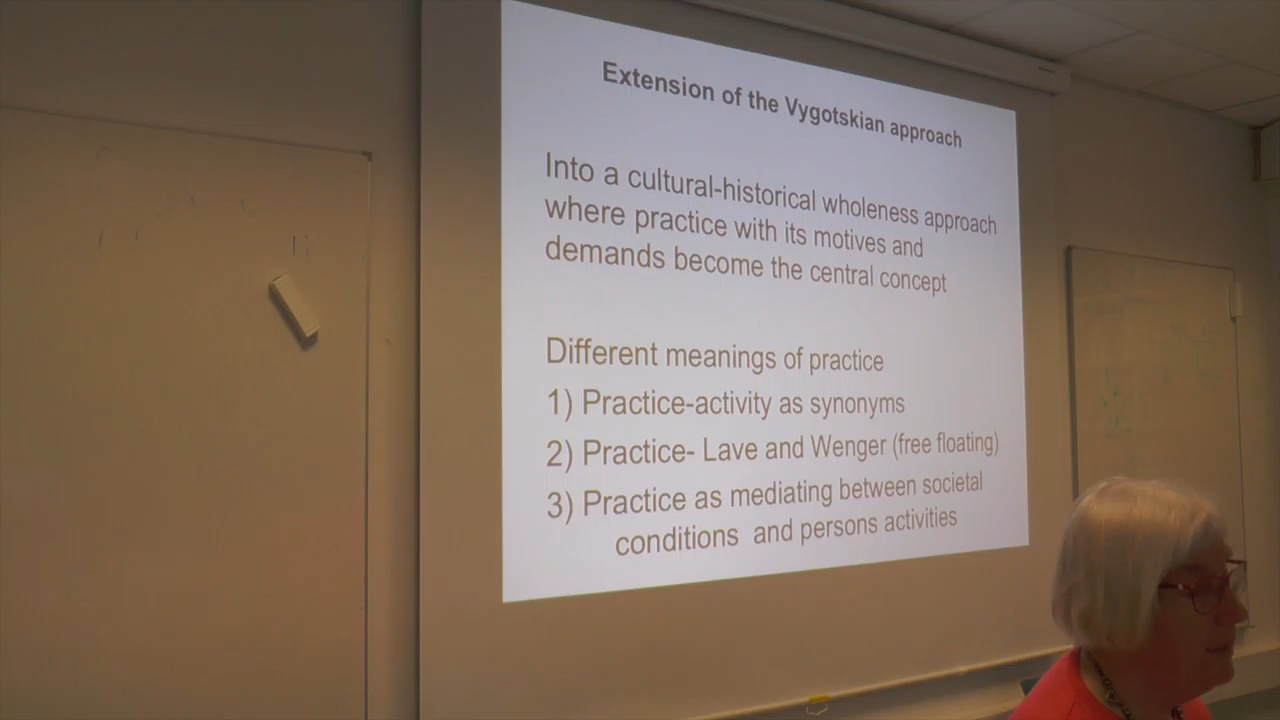 Extension of the Vygotskian approach
Into a cultural-historical wholeness approach
where practice with its motives and
demands become the central concept
Different meanings of practice
1) Practice-activity as synonyms
2) Practice- Lave and Wenger (free floating)
3) Practice as mediating between societal
conditions and persons activities